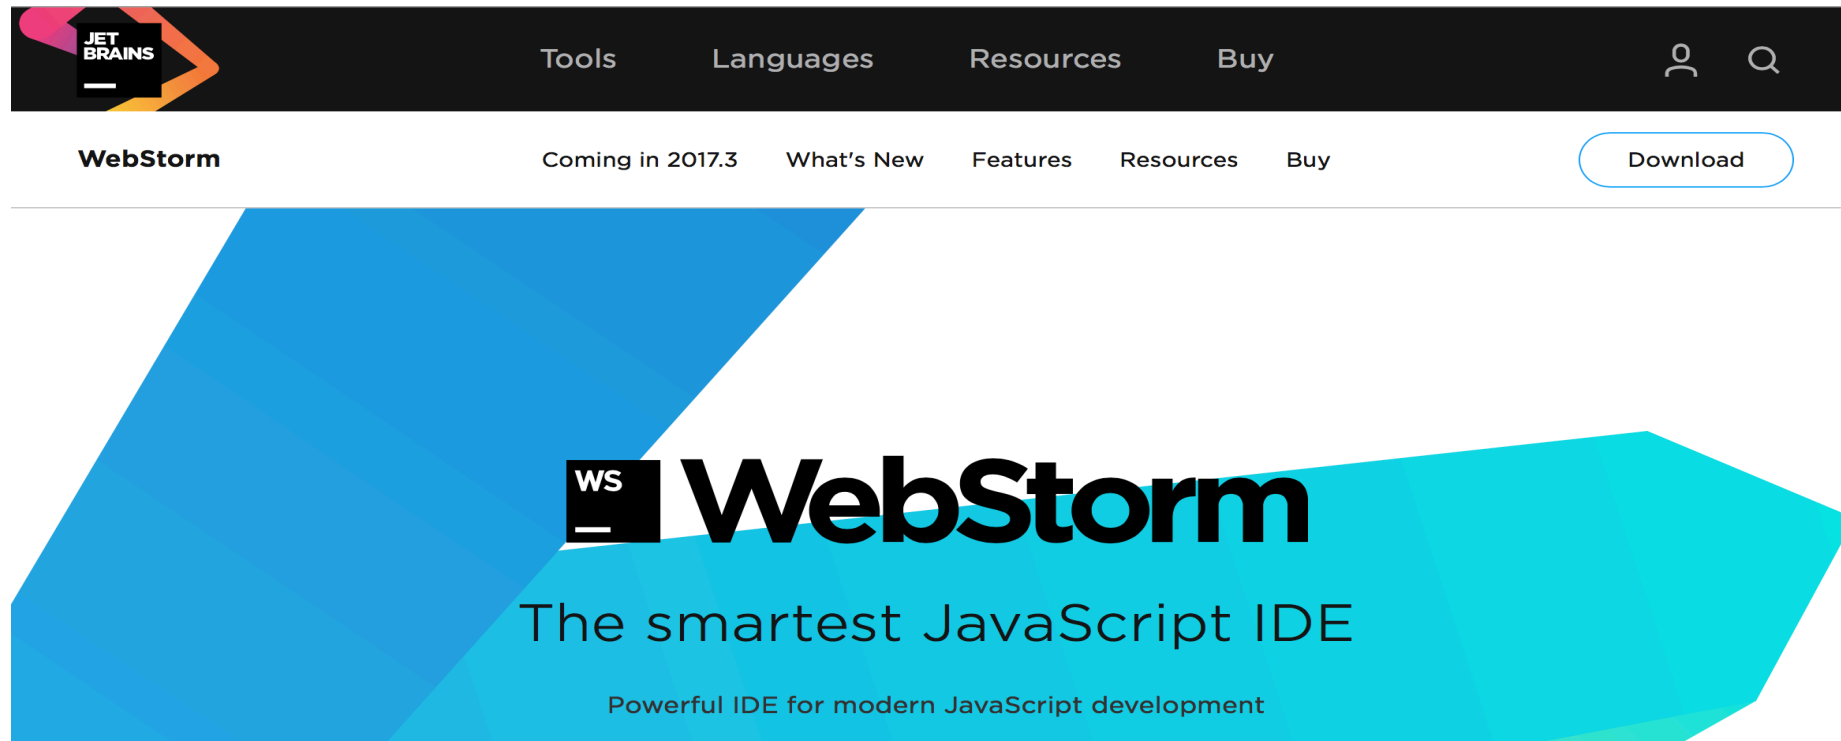 JET
BRAINS
Tools Languages Resources Buy
WebStorm Coming in 2017.3 What's New Features Resources Buy Download
WS WebStorm
The smartest JavaScript IDE
Powerful IDE for modern JavaScript development